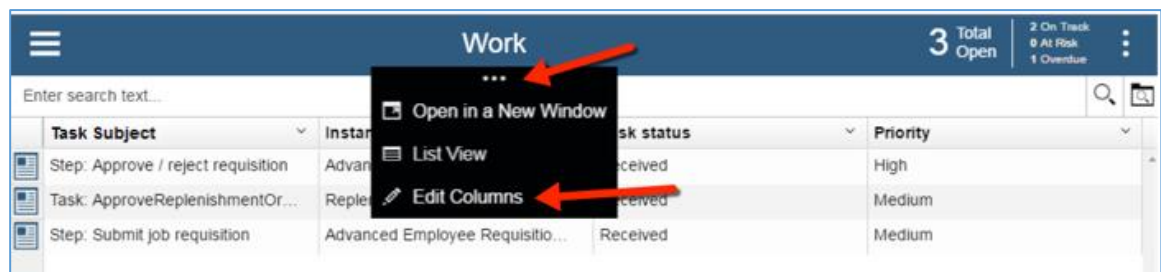 Work
3 Total Open
2 On Track
0 At Risk
1 Overdue
Enter search text...
Open in a New Window
List View
Edit Columns
Task Subject Instan sk status Priority
Step: Approve / reject requisition Advan eceived High
Task: ApproveReplenishmentOr... Replen eceived Medium
Step: Submit job requisition Advanced Employee Requisitio... Received Medium